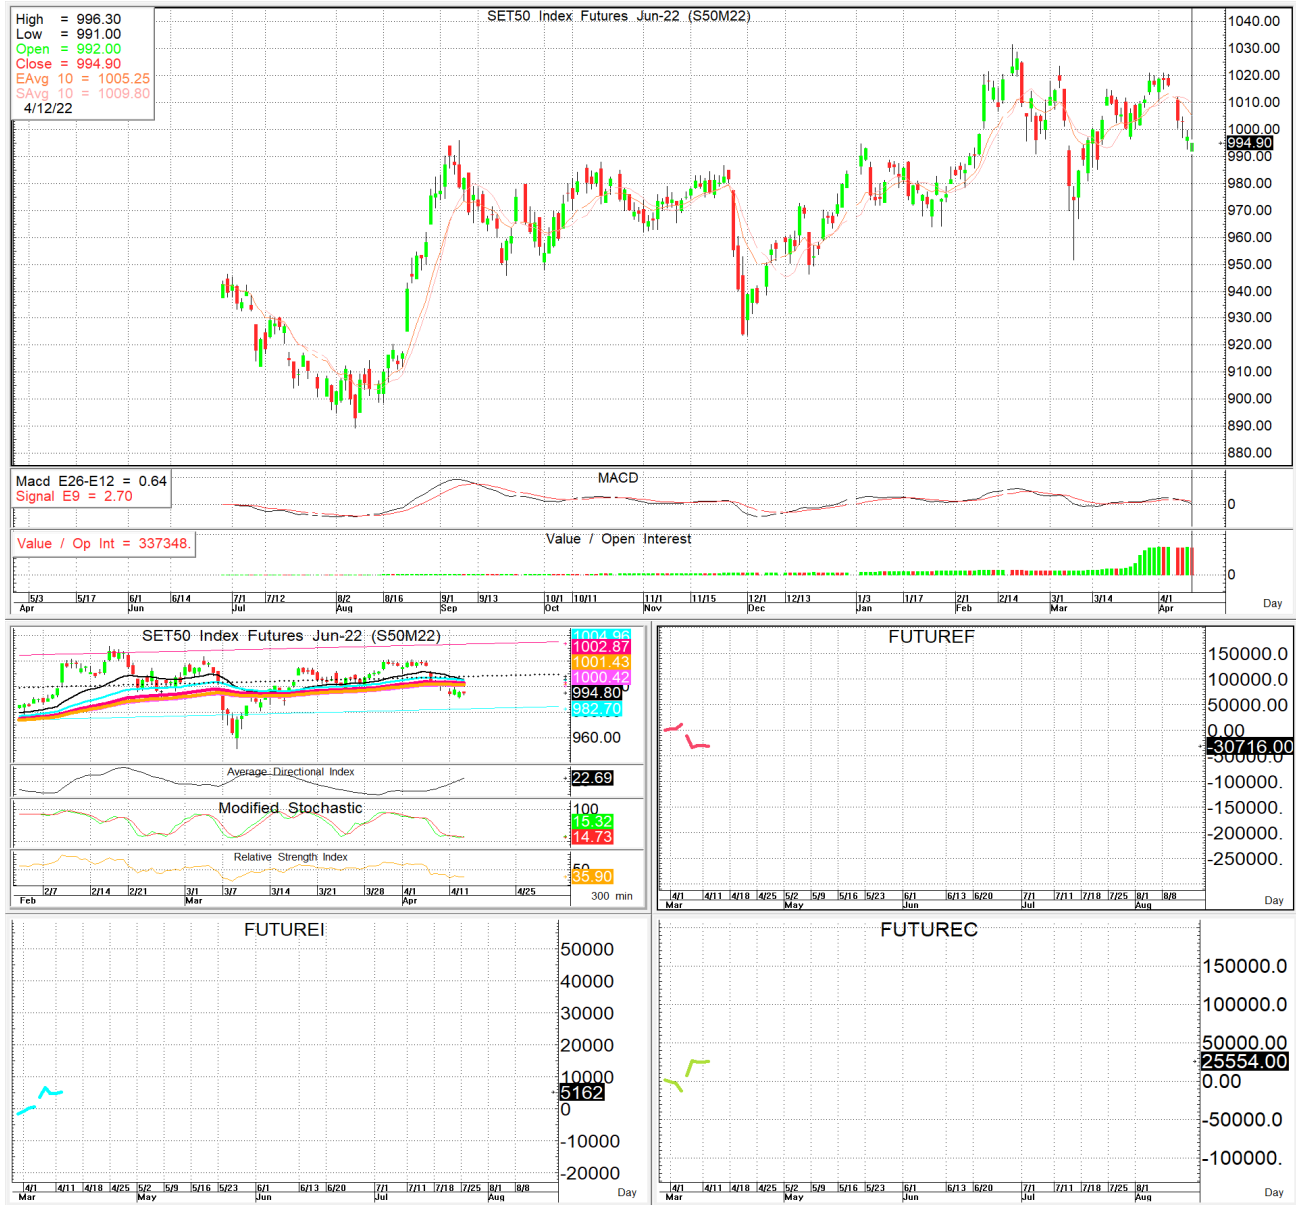 SET50 Index Futures Jun-22 (S50M22)
High = 996.30
Low = 991.00
Open = 992.00
Close = 994.90
EAvg 10 = 1005.25
SAvg 10 = 1009.80
4/12/22
1040.00
1030.00
1020.00
1010.00
1000.00
994.90
990.00
980.00
970.00
960.00
950.00
940.00
930.00
920.00
910.00
900.00
890.00
880.00
MACD
Macd E26-E12 = 0.64
Signal E9 = 2.70
0
Value / Open Interest
Value / Op Int = 337348.
0
5/3 5/17 6/1 6/14 7/1 7/12 8/2 8/16 9/1 9/13 10/1 10/11 11/1 11/15 12/1 12/13 1/3 1/17 2/1 2/14 3/1 3/14 4/1
Apr Jun Jul Aug Sep Oct Nov Dec Jan Feb Mar Apr
Day
SET50 Index Futures Jun-22 (S50M22)
1004.96
1002.87
1001.43
1000.42
994.80
982.70
960.00
Average Directional Index
22.69
Modified Stochastic
100
15.32
14.73
Relative Strength Index
50
35.90
2/7 2/14 2/21 3/1 3/7 3/14 3/21 3/28 4/1 4/11 4/25
Feb Mar Apr
300 min
FUTUREF
150000.0
100000.0
50000.00
0.00
-30716.00
-50000.0
-100000.
-150000.
-200000.
-250000.
4/1 4/11 4/18 4/25 5/2 5/9 5/16 5/23 6/1 6/13 6/20 7/1 7/11 7/18 7/25 8/1 8/8
Mar May Jun Jul Aug
Day
FUTUREI
50000
40000
30000
20000
10000
5162
0
-10000
-20000
4/1 4/11 4/18 4/25 5/2 5/9 5/16 5/23 6/1 6/13 6/20 7/1 7/11 7/18 7/25 8/1 8/8
Mar May Jun Jul Aug
Day
FUTUREC
150000.0
100000.0
50000.00
25554.00
0.00
-50000.0
-100000.
4/1 4/11 4/18 4/25 5/2 5/9 5/16 5/23 6/1 6/13 6/20 7/1 7/11 7/18 7/25 8/1
Mar May Jun Jul Aug
Day